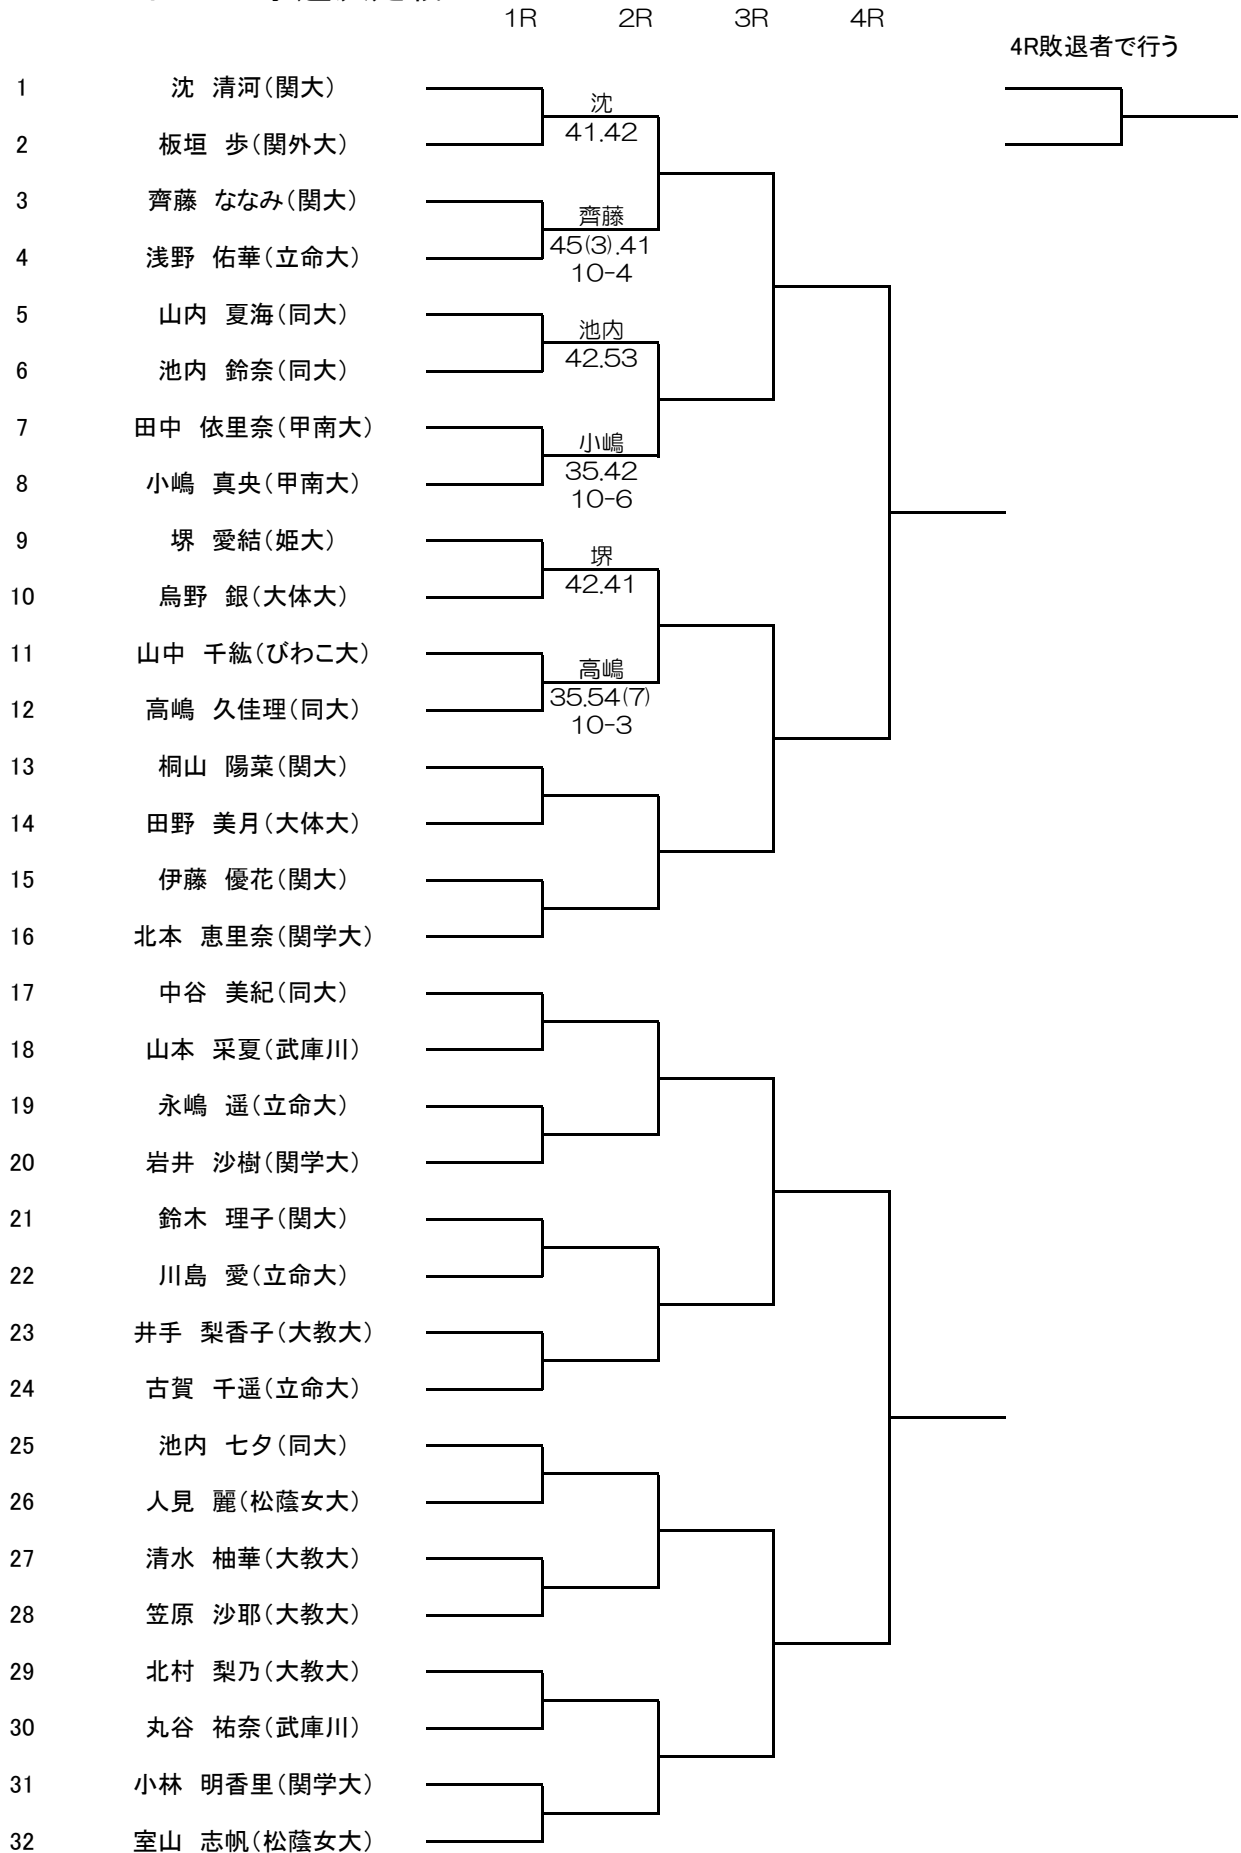 1R 2R 3R 4R
4R敗退者で行う
1 沈 清河(関大)
沈
41.42
2 板垣 歩(関外大)
3 齊藤 ななみ(関大)
齊藤
45(3).41
10-4
4 浅野 佑華(立命大)
5 山内 夏海(同大)
池内
42.53
6 池内 鈴奈(同大)
7 田中 依里奈(甲南大)
小嶋
35.42
10-6
8 小嶋 真央(甲南大)
9 堺 愛結(姫大)
堺
42.41
10 烏野 銀(大体大)
11 山中 千紘(びわこ大)
高嶋
35.54(7)
10-3
12 高嶋 久佳理(同大)
13 桐山 陽菜(関大)
14 田野 美月(大体大)
15 伊藤 優花(関大)
16 北本 恵里奈(関学大)
17 中谷 美紀(同大)
18 山本 采夏(武庫川)
19 永嶋 遥(立命大)
20 岩井 沙樹(関学大)
21 鈴木 理子(関大)
22 川島 愛(立命大)
23 井手 梨香子(大教大)
24 古賀 千遥(立命大)
25 池内 七夕(同大)
26 人見 麗(松蔭女大)
27 清水 柚華(大教大)
28 笠原 沙耶(大教大)
29 北村 梨乃(大教大)
30 丸谷 祐奈(武庫川)
31 小林 明香里(関学大)
32 室山 志帆(松蔭女大)